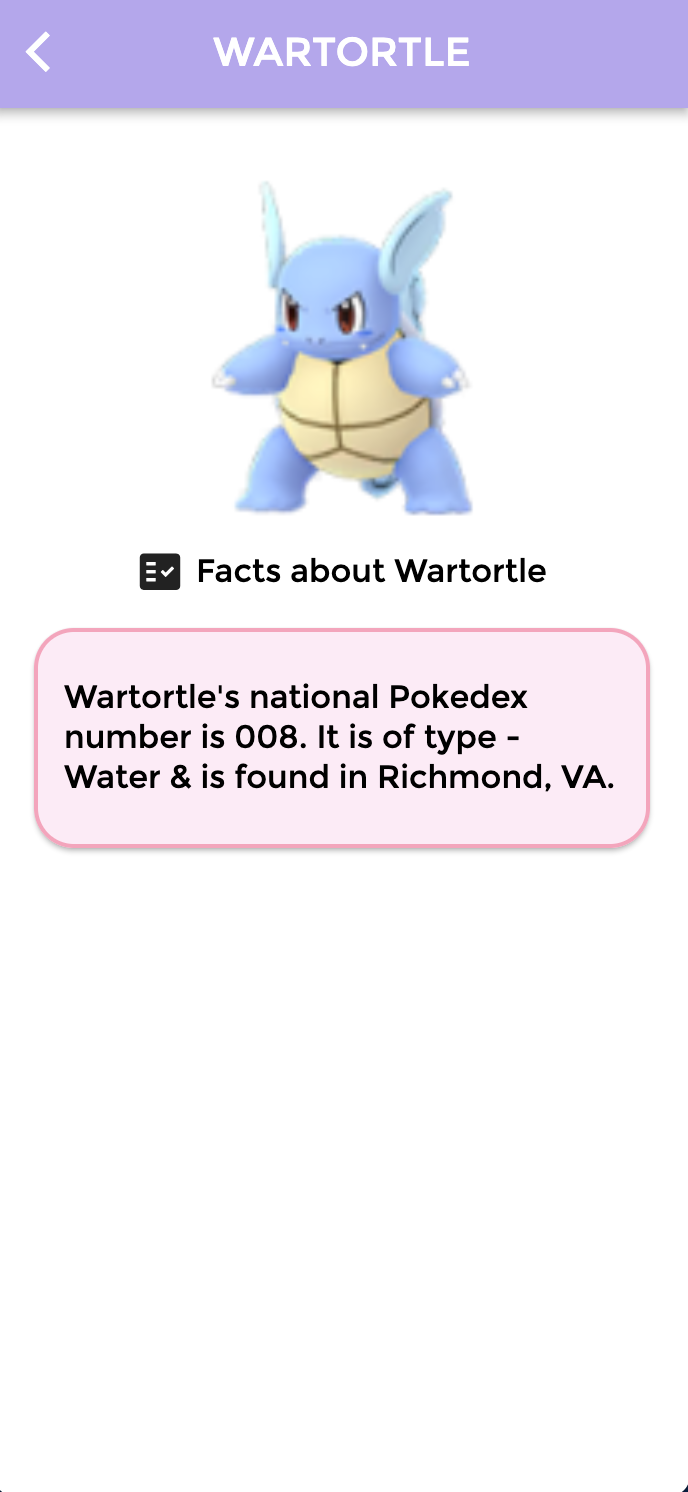 WARTORTLE
Facts about Wartortle
Wartortle's national Pokedex
number is 008. It is of type -
Water & is found in Richmond, VA.